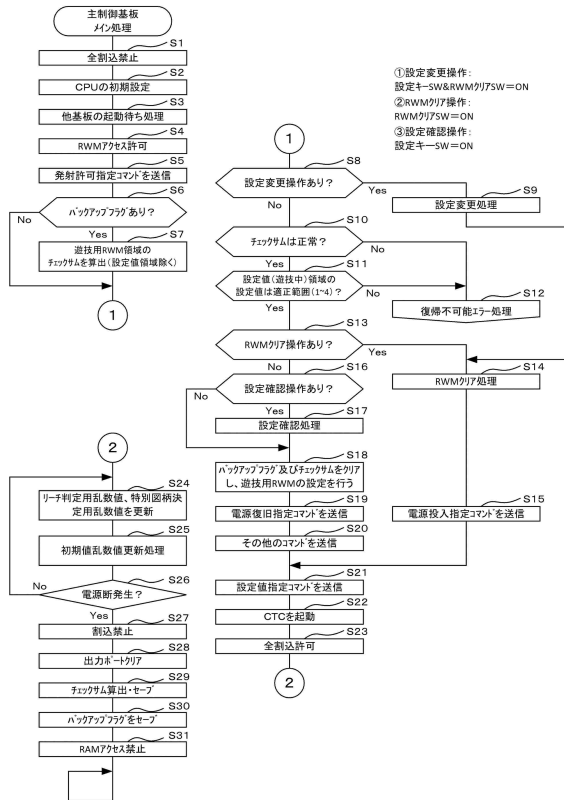 主制御基板
メイン処理
S1
全割込禁止
S2
CPUの初期設定
S3
他基板の起動待ち処理
S4
RWMアクセス許可
S5
発射許可指定コマンドを送信
S6
バックアップフラグあり？
No
Yes
S7
遊技用RWM領域の
チェックサムを算出(設定値領域除く)
①
①設定変更操作：
設定キーSW&RWMクリアSW＝ON
②RWMクリア操作：
RWMクリアSW＝ON
③設定確認操作：
設定キーSW＝ON
①
S8
設定変更操作あり？
Yes
No
S9
設定変更処理
S10
チェックサムは正常？
No
Yes
S11
設定値(遊技中)領域の
設定値は適正範囲(1~4)？
No
Yes
S12
復帰不可能エラー処理
S13
RWMクリア操作あり？
Yes
No
S14
RWMクリア処理
S16
設定確認操作あり？
No
Yes
S17
設定確認処理
S18
バックアップフラグ及びチェックサムをクリア
し、遊技用RWMの設定を行う
S19
電源復旧指定コマンドを送信
S15
電源投入指定コマンドを送信
S20
その他のコマンドを送信
S21
設定値指定コマンドを送信
S22
CTCを起動
S23
全割込許可
②
②
S24
リーチ判定用乱数値、特別図柄決
定用乱数値を更新
S25
初期値乱数値更新処理
S26
電源断発生？
No
Yes
S27
割込禁止
S28
出力ポートクリア
S29
チェックサム算出・セーブ
S30
バックアップフラグをセーブ
S31
RAMアクセス禁止